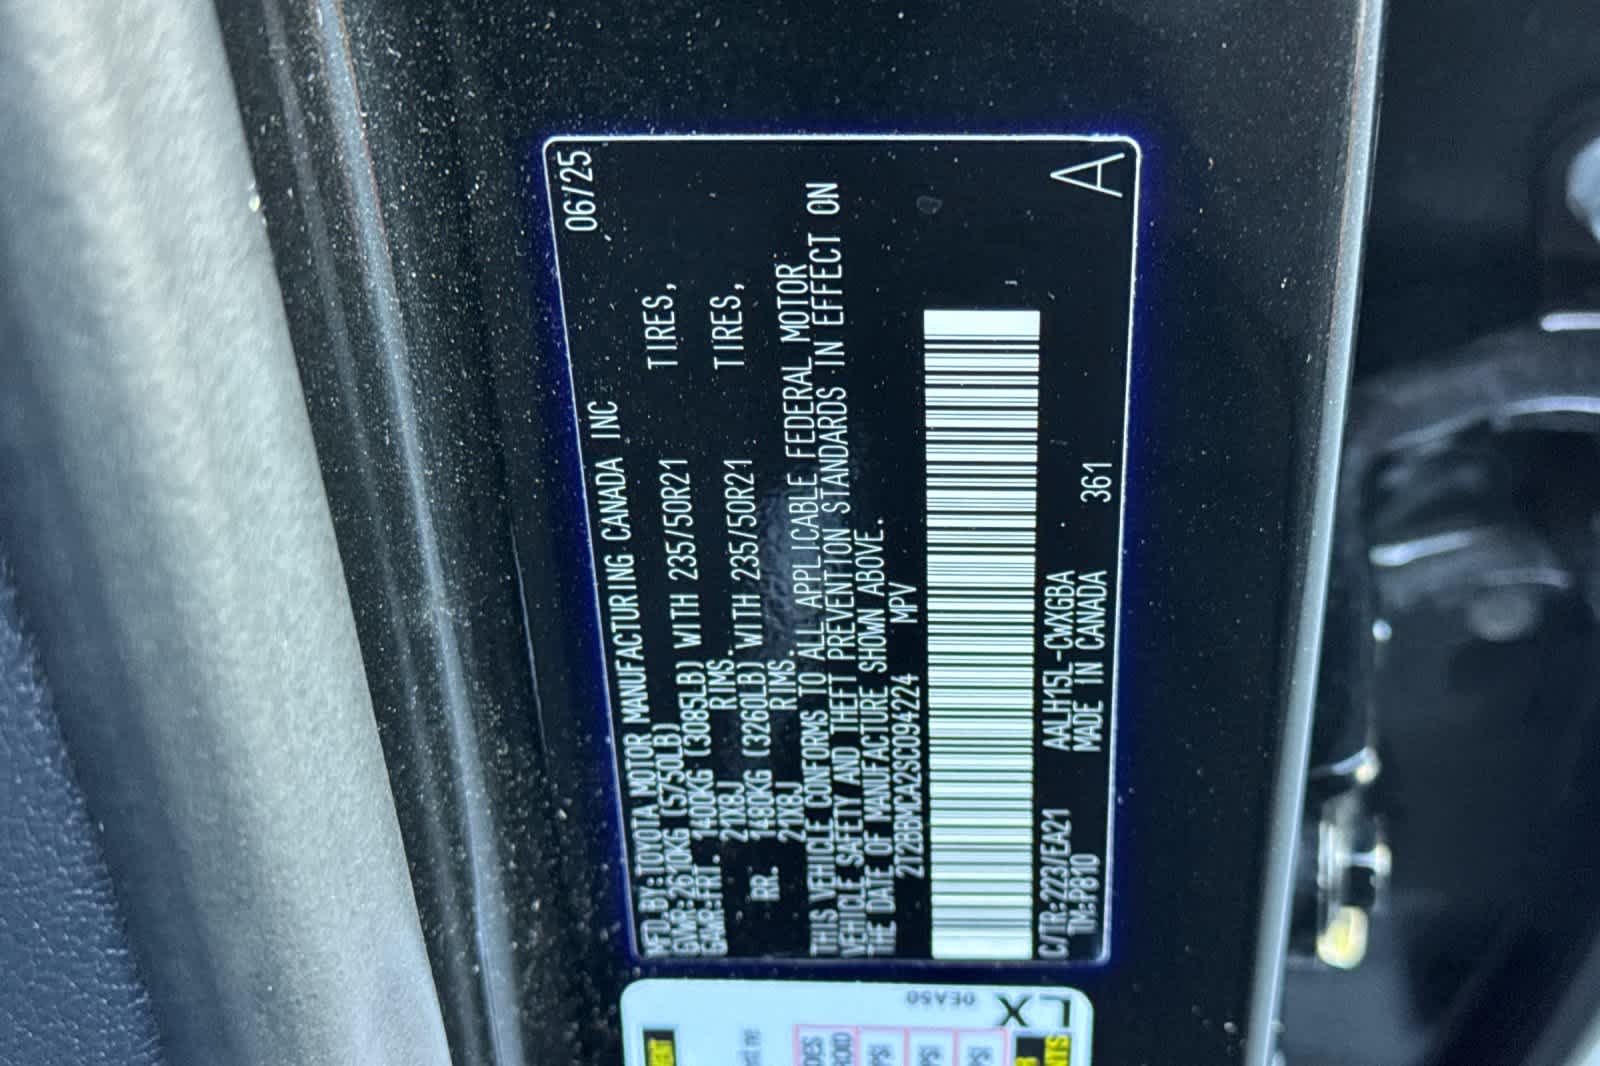 MFD.BY:TOYOTA MOTOR MANUFACTURING CANADA INC 06/25
GVWR:2610KG (5750LB)
GAWR:FRT. 1400KG (3085LB) WITH 235/50R21 TIRES,
21X8J RIMS.
RR. 1480KG (3260LB) WITH 235/50R21 TIRES,
21X8J RIMS.
THIS VEHICLE CONFORMS TO ALL APPLICABLE FEDERAL MOTOR
VEHICLE SAFETY AND THEFT PREVENTION STANDARDS IN EFFECT ON
THE DATE OF MANUFACTURE SHOWN ABOVE.
2T2BBMCA2SC094224 MPV
C/TR:223/EA21 AALH15L-CWXGBA
TM:P810 MADE IN CANADA 361
A
0EA50